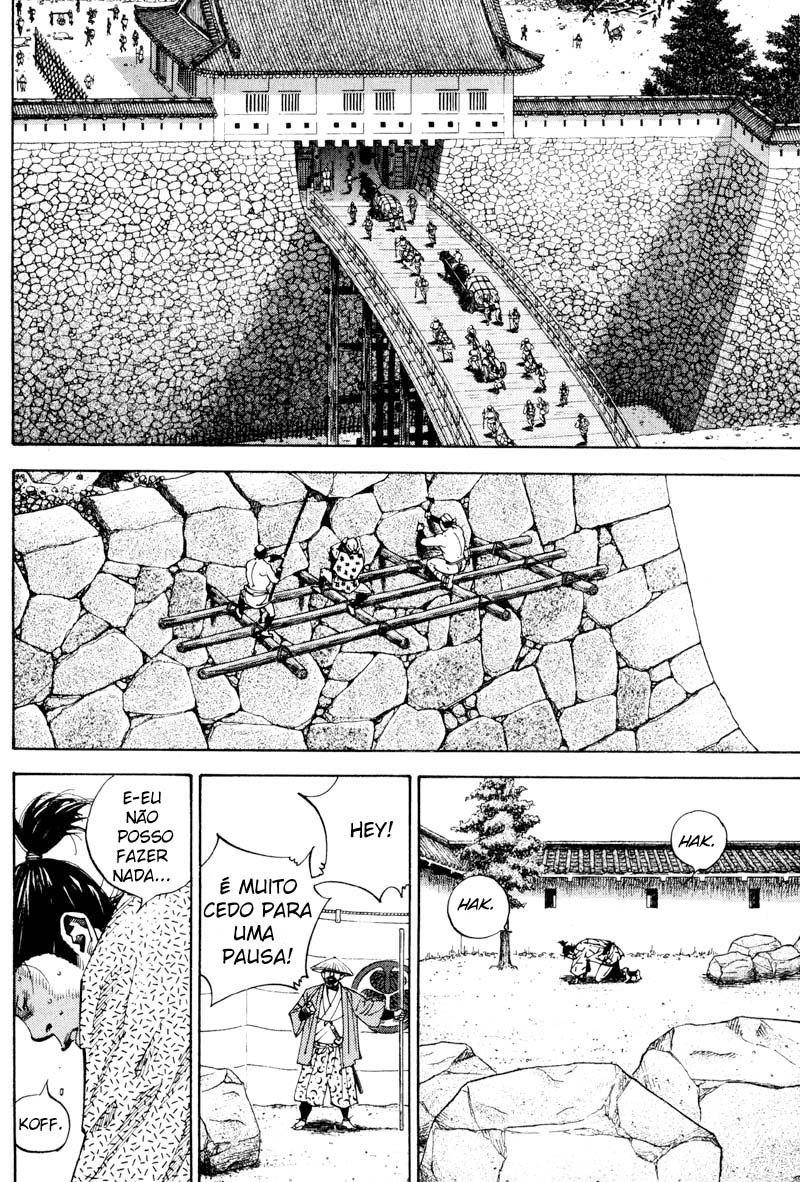 HAK.
HAK.
HEY!
É MUITO
CEDO PARA
UMA
PAUSA!
E-EU
NÃO
POSSO
FAZER
NADA...
KOFF.